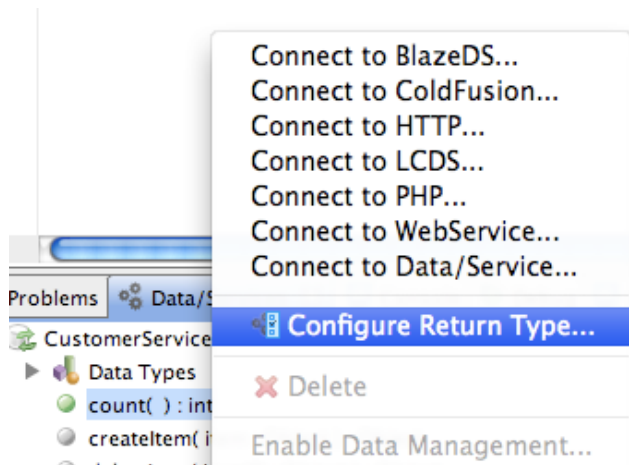 Connect to BlazeDS...
Connect to ColdFusion...
Connect to HTTP...
Connect to LCDS...
Connect to PHP...
Connect to WebService...
Connect to Data/Service...
Problems Data/S
Configure Return Type...
CustomerService
Data Types
Delete
count( ) : int
createItem( i
Enable Data Management...